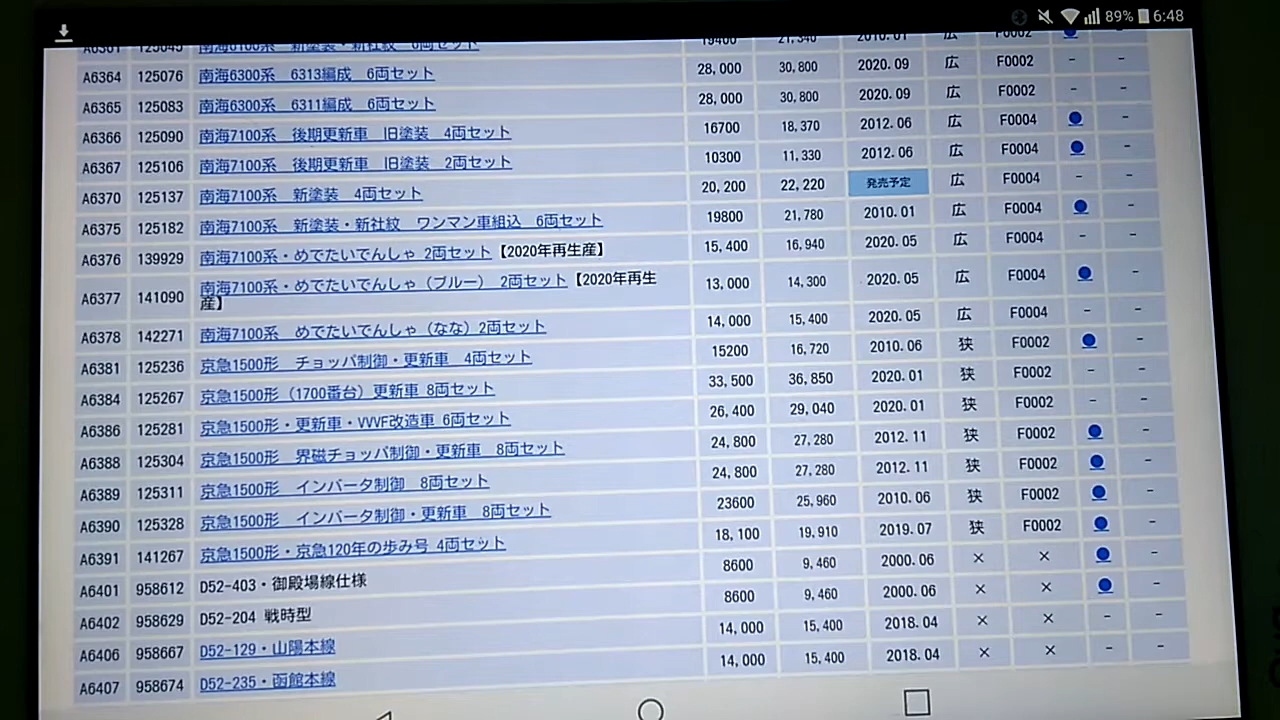 89% 6:48
A6364 125076 南海6300系 6313編成 6両セット 28,000 30,800 2020.09 広 F0002 - -
A6365 125083 南海6300系 6311編成 6両セット 28,000 30,800 2020.09 広 F0002 - -
A6366 125090 南海7100系 後期更新車 旧塗装 4両セット 16700 18,370 2012.06 広 F0004 ● -
A6367 125106 南海7100系 後期更新車 旧塗装 2両セット 10300 11,330 2012.06 広 F0004 ● -
A6370 125137 南海7100系 新塗装 4両セット 20,200 22,220 発売予定 広 F0004 - -
A6375 125182 南海7100系 新塗装・新社紋 ワンマン車組込 6両セット 19800 21,780 2010.01 広 F0004 ● -
A6376 139929 南海7100系・めでたいでんしゃ 2両セット【2020年再生産】 15,400 16,940 2020.05 広 F0004 - -
A6377 141090 南海7100系・めでたいでんしゃ（ブルー） 2両セット【2020年再生
産】 13,000 14,300 2020.05 広 F0004 ● -
A6378 142271 南海7100系 めでたいでんしゃ（なな）2両セット 14,000 15,400 2020.05 広 F0004 - -
A6381 125236 京急1500形 チョッパ制御・更新車 4両セット 15200 16,720 2010.06 狭 F0002 ● -
A6384 125267 京急1500形（1700番台）更新車 8両セット 33,500 36,850 2020.01 狭 F0002 - -
A6386 125281 京急1500形・更新車・VVVF改造車 6両セット 26,400 29,040 2020.01 狭 F0002 - -
A6388 125304 京急1500形 界磁チョッパ制御・更新車 8両セット 24,800 27,280 2012.11 狭 F0002 ● -
A6389 125311 京急1500形 インバータ制御 8両セット 24,800 27,280 2012.11 狭 F0002 ● -
A6390 125328 京急1500形 インバータ制御・更新車 8両セット 23600 25,960 2010.06 狭 F0002 ● -
A6391 141267 京急1500形・京急120年の歩み号 4両セット 18,100 19,910 2019.07 狭 F0002 ● -
A6401 958612 D52-403・御殿場線仕様 8600 9,460 2000.06 × × ● -
A6402 958629 D52-204 戦時型 8600 9,460 2000.06 × × ● -
A6406 958667 D52-129・山陽本線 14,000 15,400 2018.04 × × - -
A6407 958674 D52-235・函館本線 14,000 15,400 2018.04 × × - -